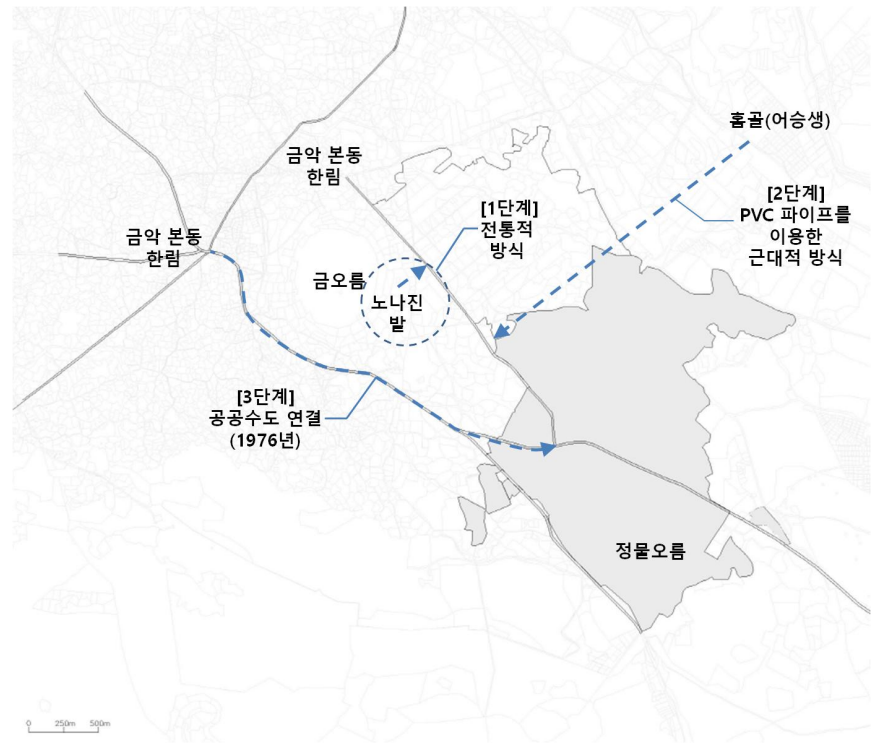 홈골(어승생)
금악 본동
한림
[1단계]
전통적
방식
[2단계]
PVC 파이프를
이용한
근대적 방식
금악 본동
한림
금오름
노나진
발
[3단계]
공공수도 연결
(1976년)
정물오름
0 250m 500m